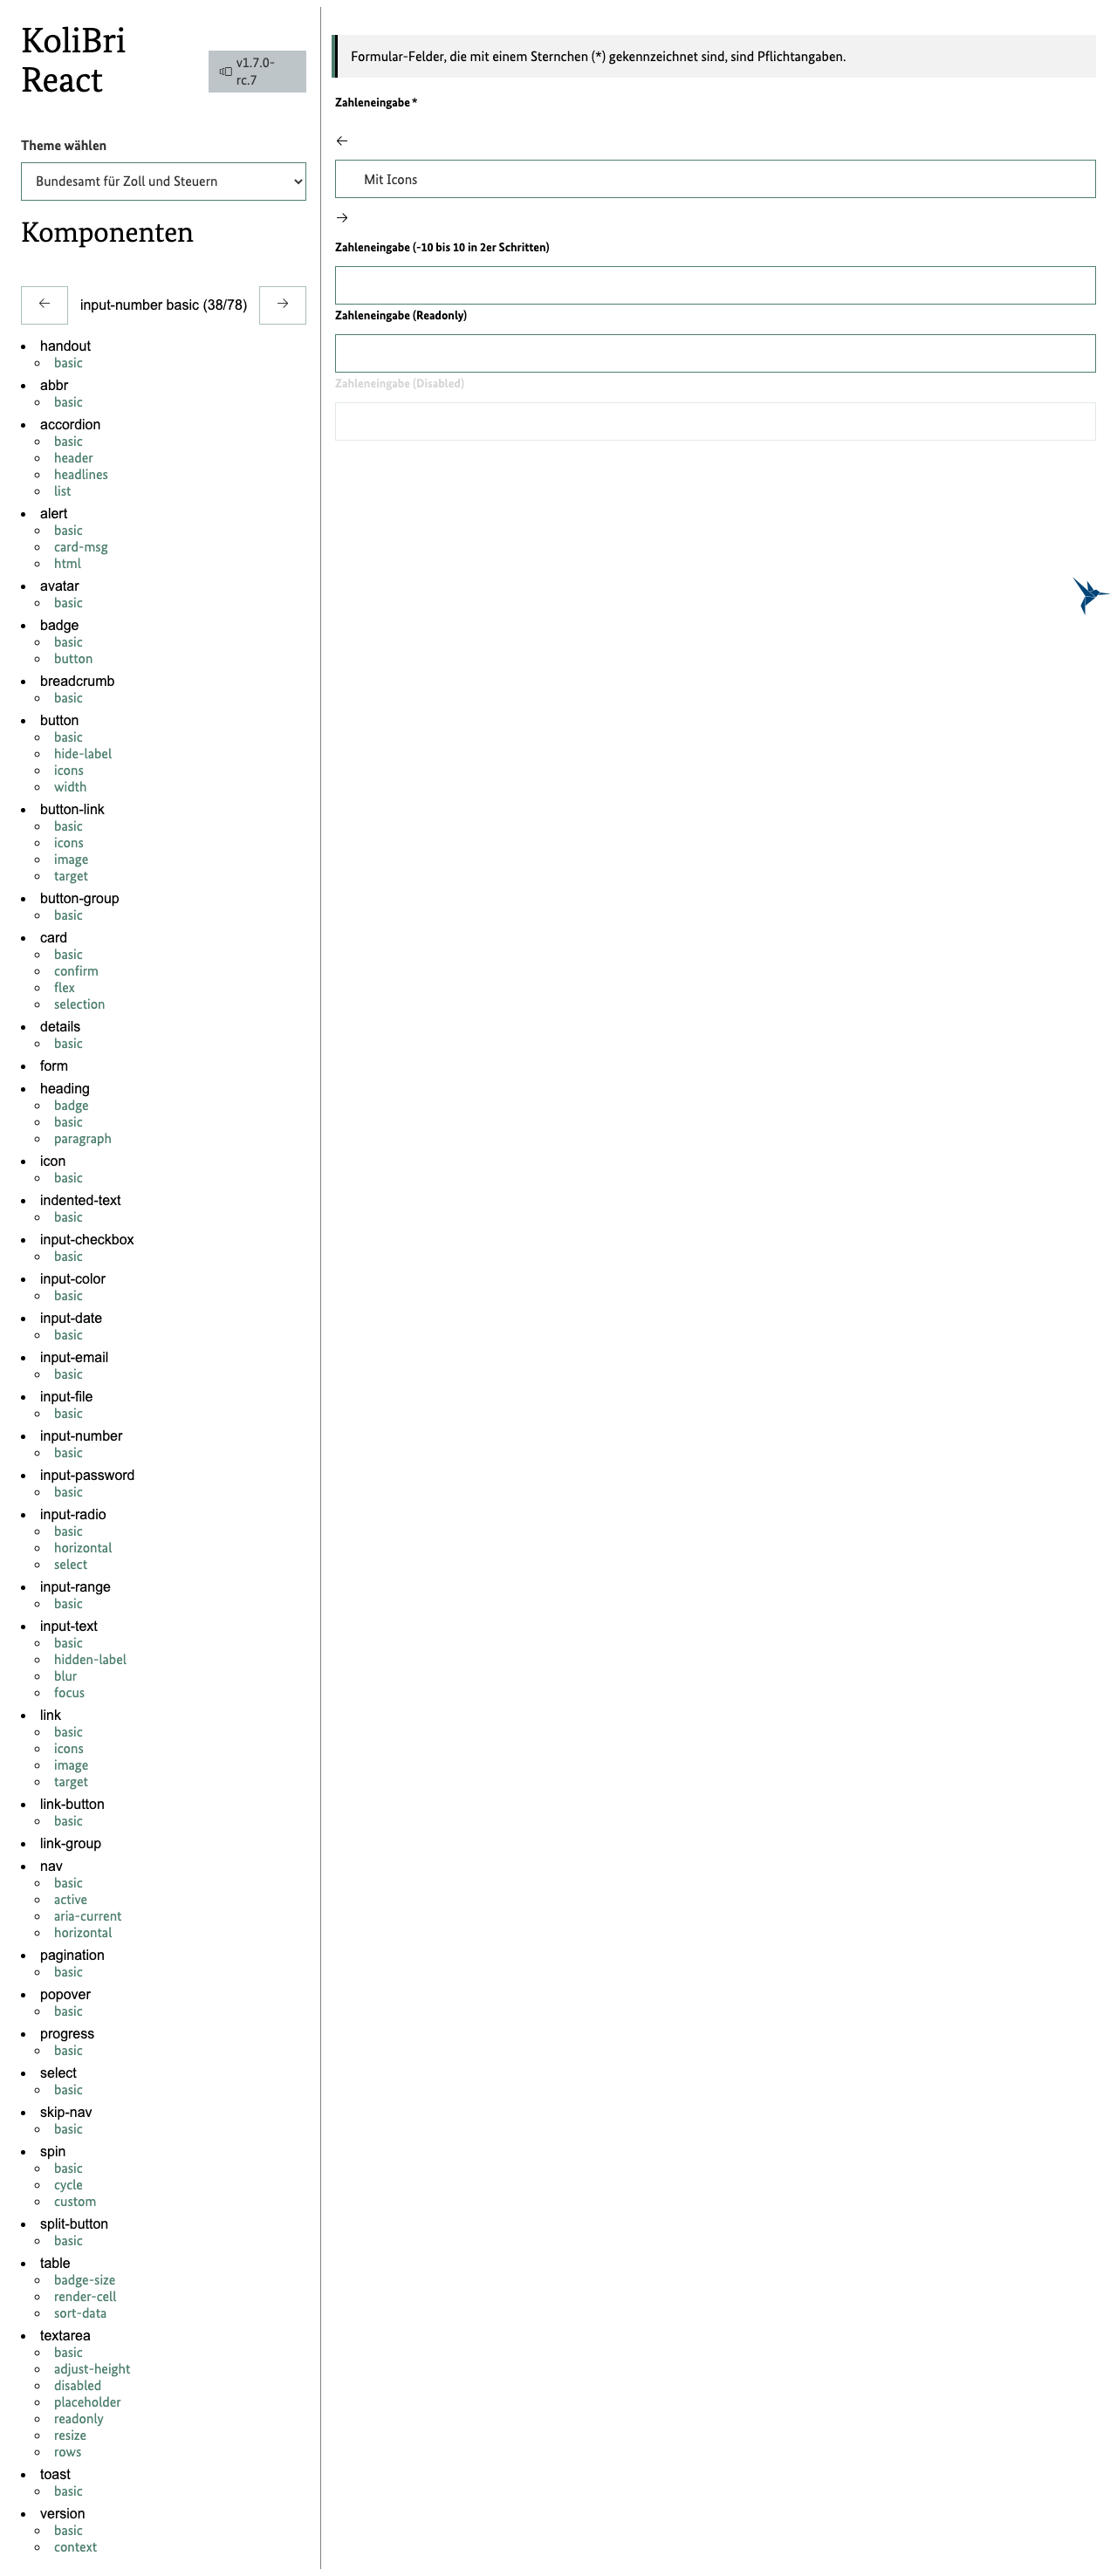 KoliBri
React
v1.7.0-
rc.7
Theme wählen
Bundesamt für Zoll und Steuern
Komponenten
←
input-number basic (38/78)
→
handout
basic
abbr
basic
accordion
basic
header
headlines
list
alert
basic
card-msg
html
avatar
basic
badge
basic
button
breadcrumb
basic
button
basic
hide-label
icons
width
button-link
basic
icons
image
target
button-group
basic
card
basic
confirm
flex
selection
details
basic
form
heading
badge
basic
paragraph
icon
basic
indented-text
basic
input-checkbox
basic
input-color
basic
input-date
basic
input-email
basic
input-file
basic
input-number
basic
input-password
basic
input-radio
basic
horizontal
select
input-range
basic
input-text
basic
hidden-label
blur
focus
link
basic
icons
image
target
link-button
basic
link-group
nav
basic
active
aria-current
horizontal
pagination
basic
popover
basic
progress
basic
select
basic
skip-nav
basic
spin
basic
cycle
custom
split-button
basic
table
badge-size
render-cell
sort-data
textarea
basic
adjust-height
disabled
placeholder
readonly
resize
rows
toast
basic
version
basic
context
Formular-Felder, die mit einem Sternchen (*) gekennzeichnet sind, sind Pflichtangaben.
Zahleneingabe *
←
Mit Icons
→
Zahleneingabe (-10 bis 10 in 2er Schritten)
Zahleneingabe (Readonly)
Zahleneingabe (Disabled)